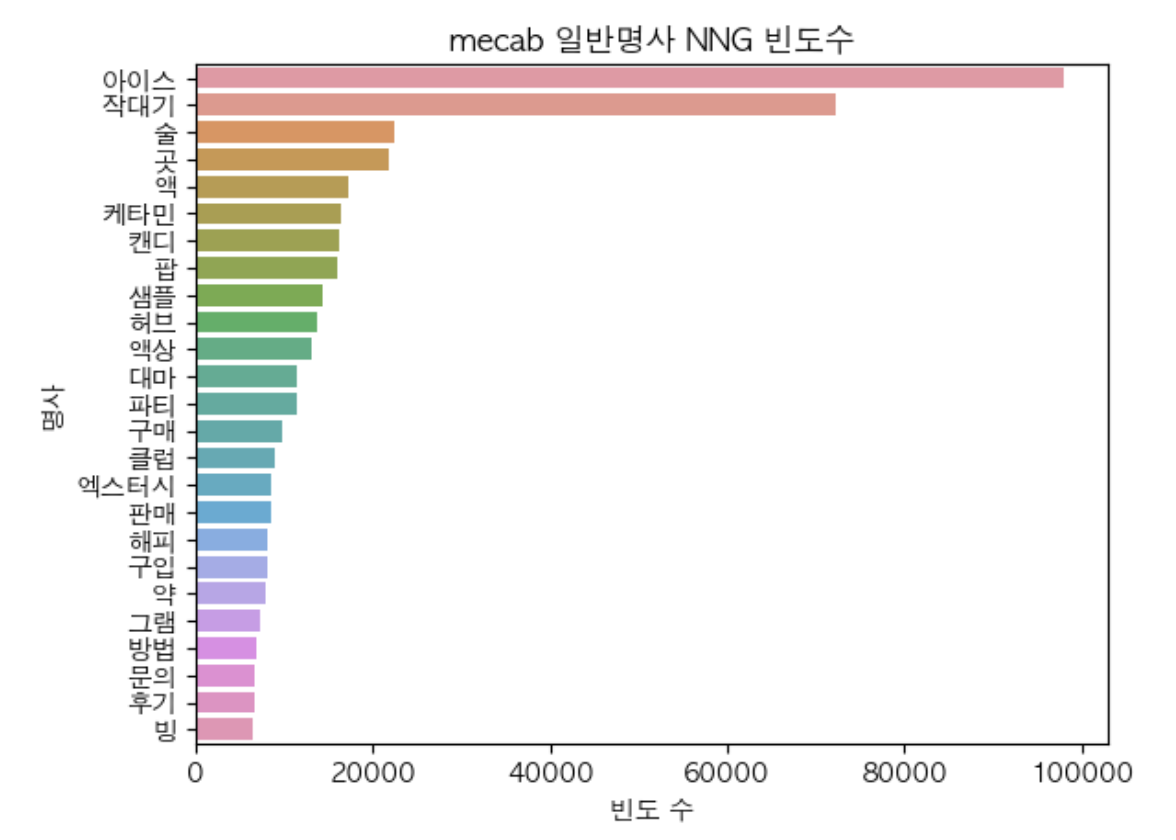 mecab 일반명사 NNG 빈도수
아이스
작대기
술
곳
액
케타민
캔디
팝
샘플
허브
액상
대마
파티
구매
클럽
엑스터시
판매
해피
구입
약
그램
방법
문의
후기
빙
명사
0 20000 40000 60000 80000 100000
빈도 수